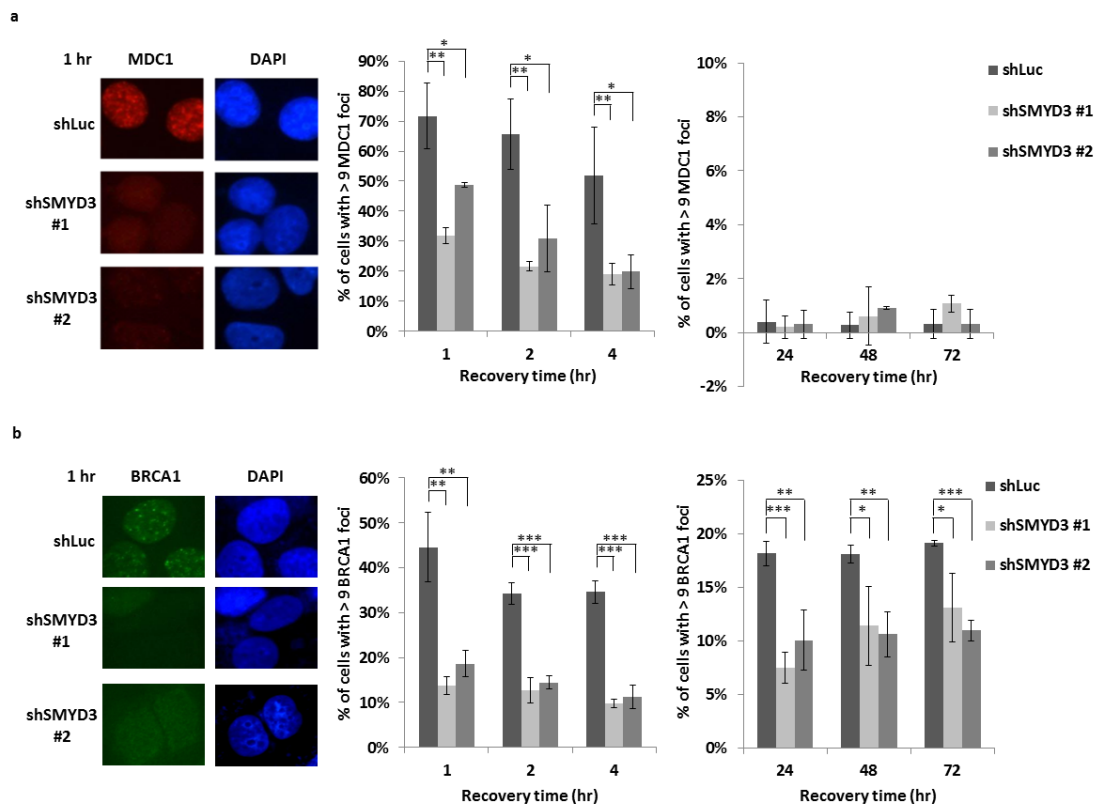 a
1 hr MDC1 DAPI
shLuc
shSMYD3
#1
shSMYD3
#2
% of cells with > 9 MDC1 foci
90%
80%
70%
60%
50%
40%
30%
20%
10%
0%
* ** * ** * **
1 2 4
Recovery time (hr)
% of cells with > 9 MDC1 foci
10%
8%
6%
4%
2%
0%
-2%
24 48 72
Recovery time (hr)
shLuc
shSMYD3 #1
shSMYD3 #2
b
1 hr BRCA1 DAPI
shLuc
shSMYD3
#1
shSMYD3
#2
% of cells with > 9 BRCA1 foci
60%
50%
40%
30%
20%
10%
0%
** ** *** *** *** ***
1 2 4
Recovery time (hr)
% of cells with > 9 BRCA1 foci
25%
20%
15%
10%
5%
0%
** *** ** * *** *
24 48 72
Recovery time (hr)
shLuc
shSMYD3 #1
shSMYD3 #2